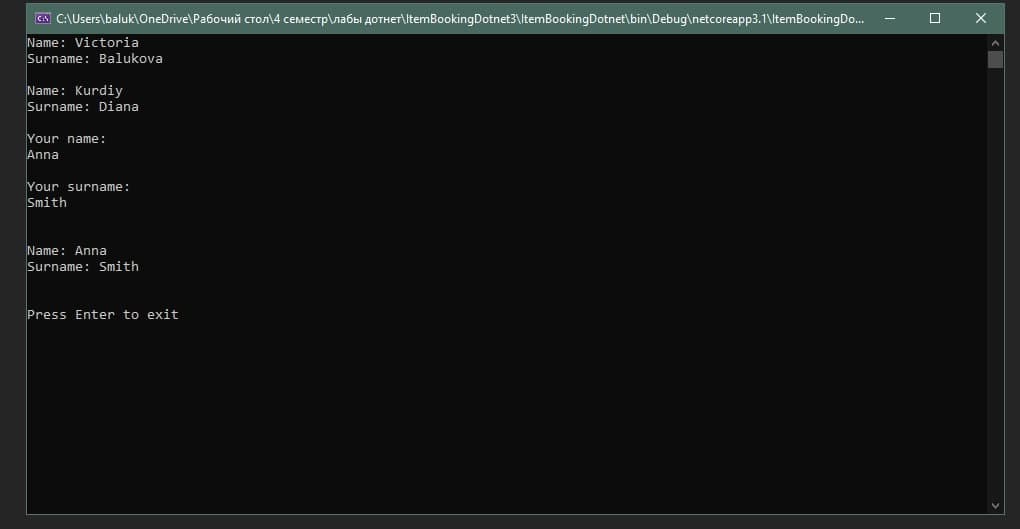 C:\Users\baluk\OneDrive\Рабочий стол\4 семестр\лабы дотнет\ItemBookingDotnet3\ItemBookingDotnet\bin\Debug\netcoreapp3.1\ItemBookingDo...
Name: Victoria
Surname: Balukova
Name: Kurdiy
Surname: Diana
Your name:
Anna
Your surname:
Smith
Name: Anna
Surname: Smith
Press Enter to exit